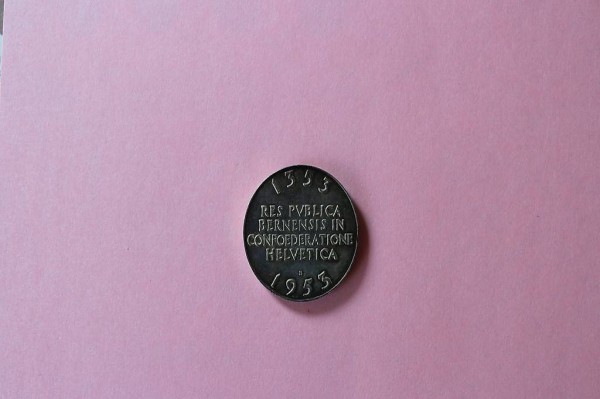 1353
RES PVBLICA
BERNENSIS IN
CONFOEDERATIONE
HELVETICA
1953